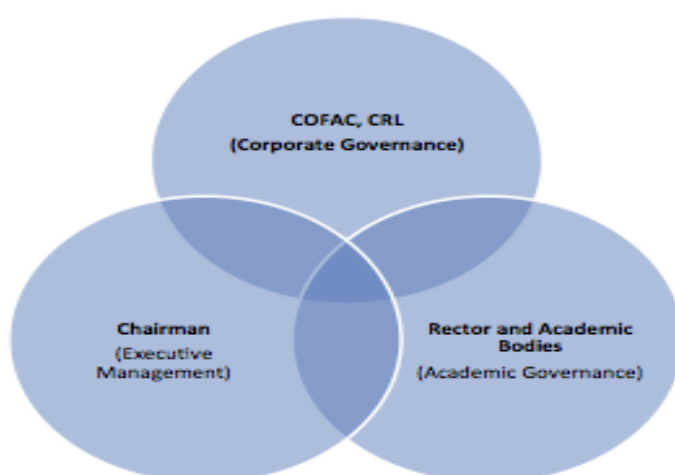 COFAC, CRL
(Corporate Governance)
Chairman
(Executive
Management)
Rector and Academic
Bodies
(Academic Governance)